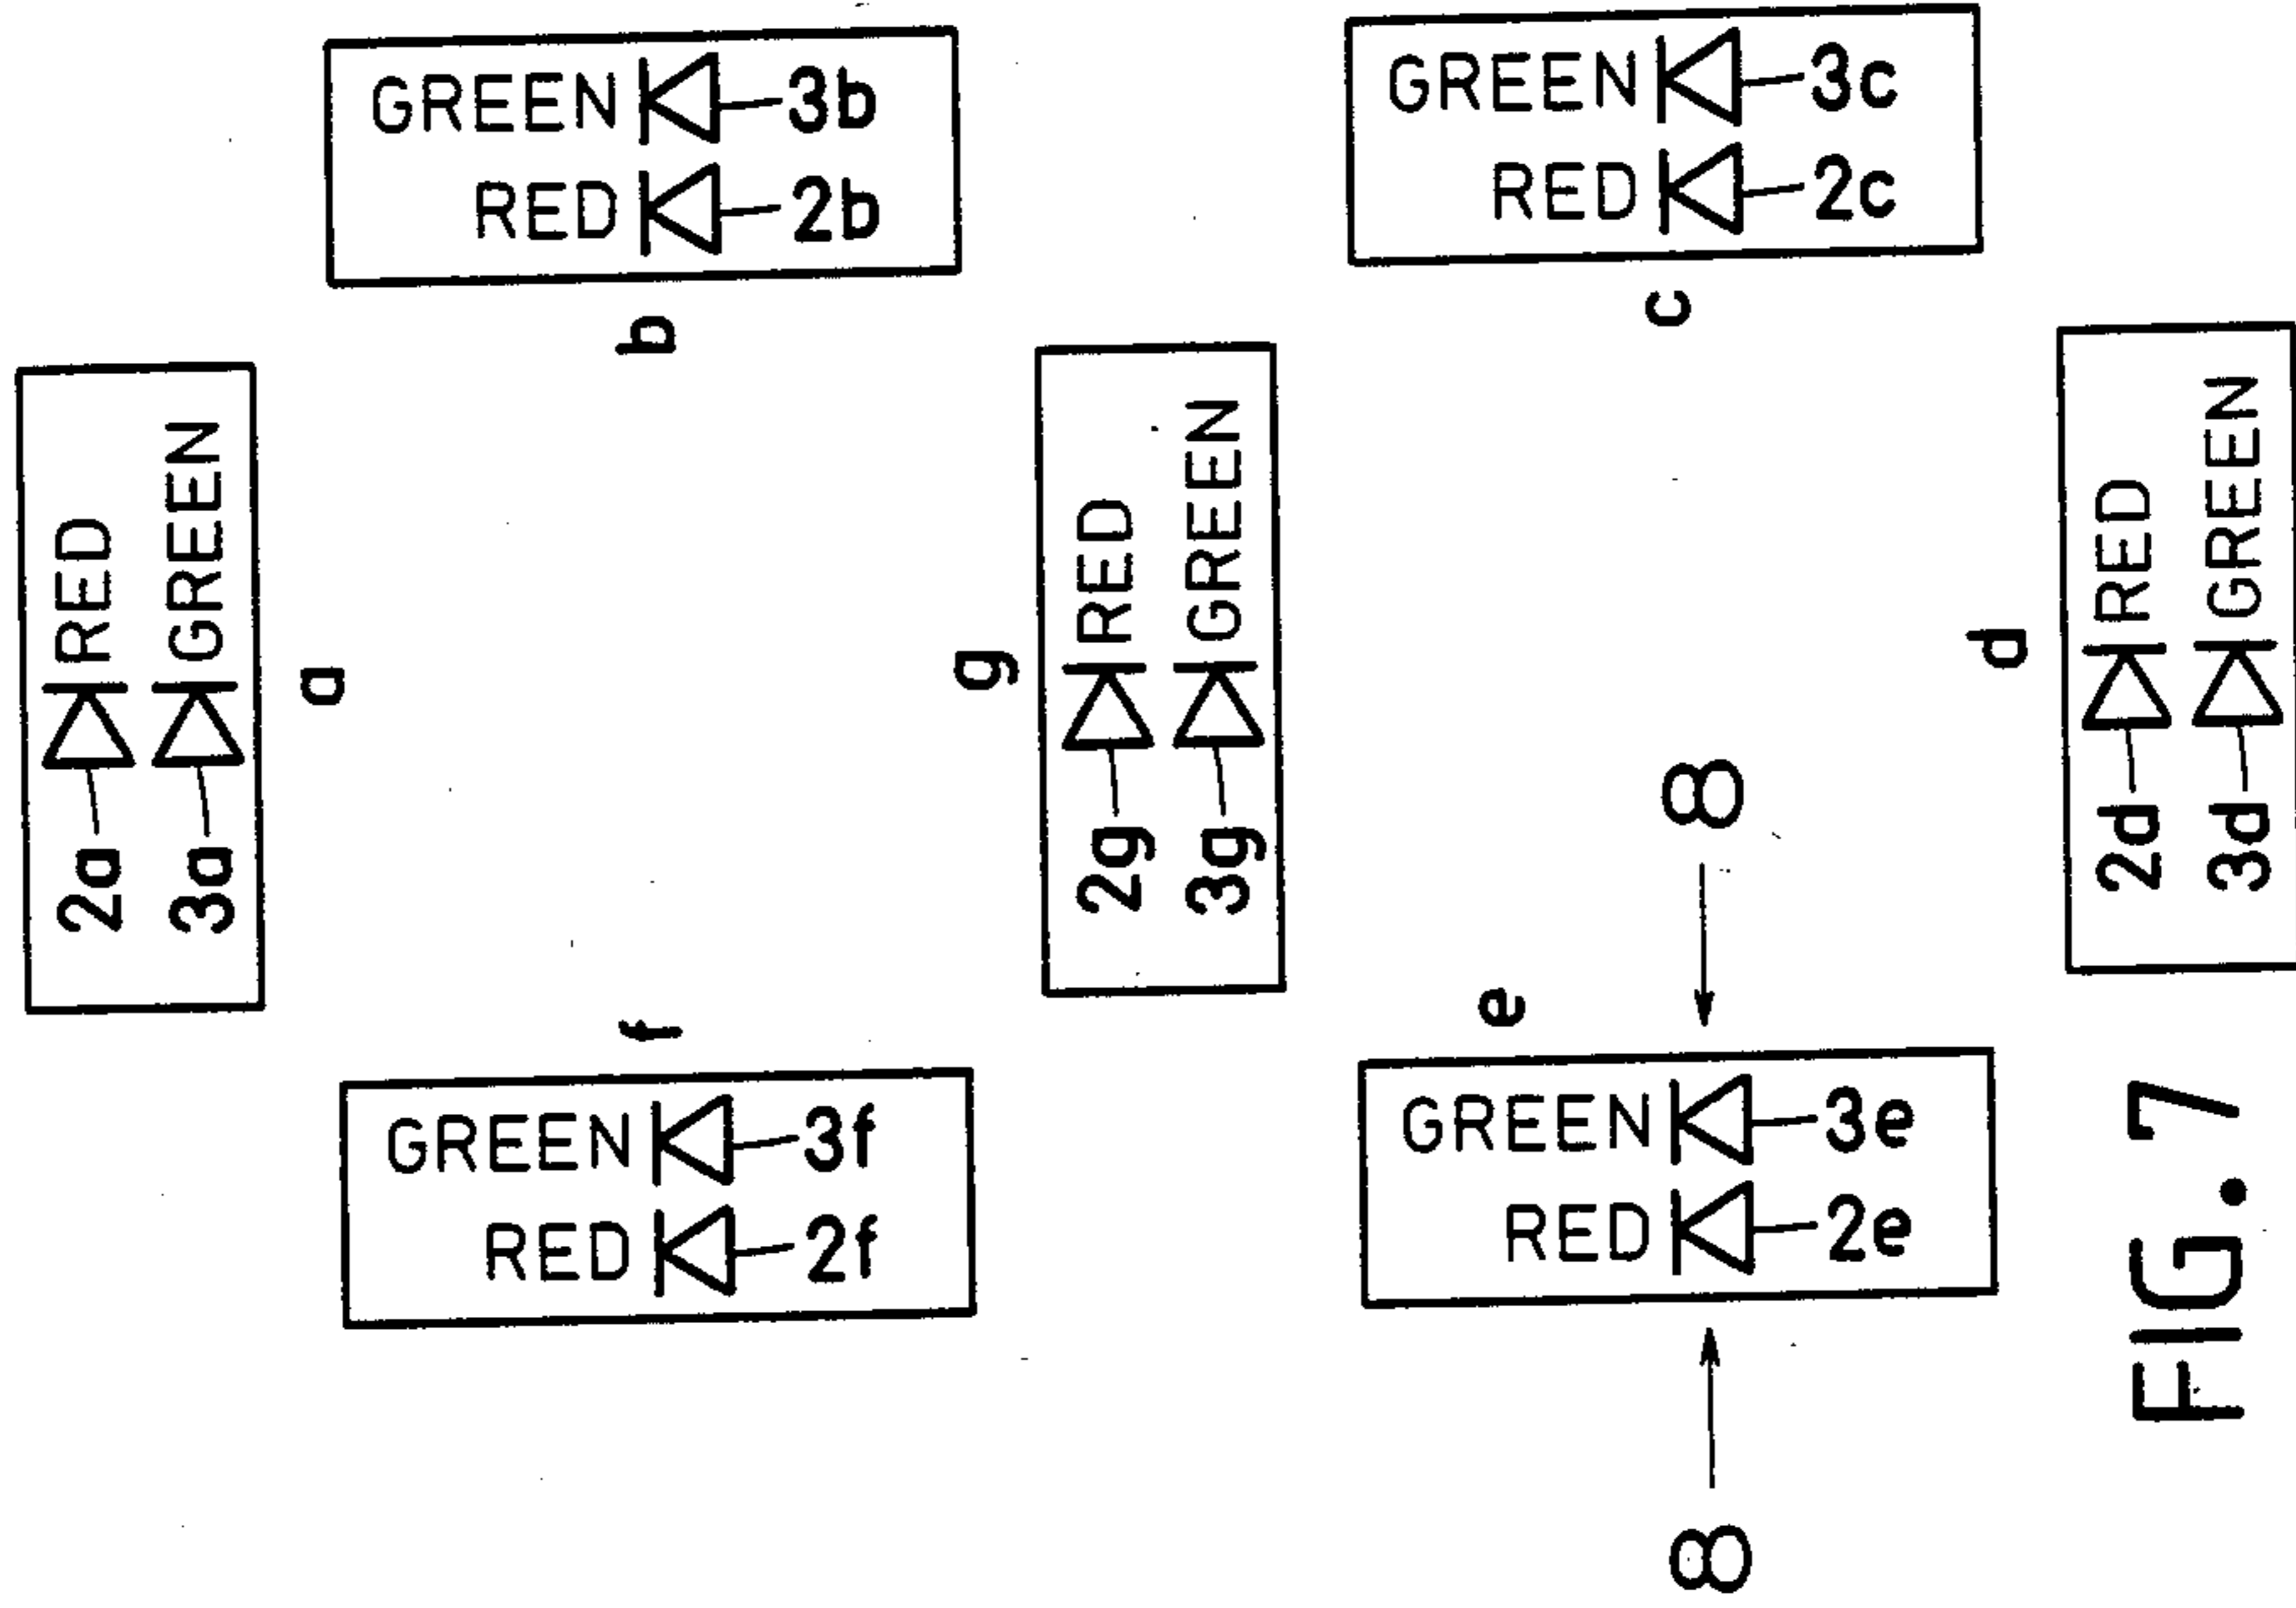 GREEN 3b
RED 2b
b
GREEN 3c
RED 2c
c
2a RED
3a GREEN
a
g
2g RED
3g GREEN
d
2d RED
3d GREEN
f
GREEN 3f
RED 2f
e
8
GREEN 3e
RED 2e
8
FIG. 7